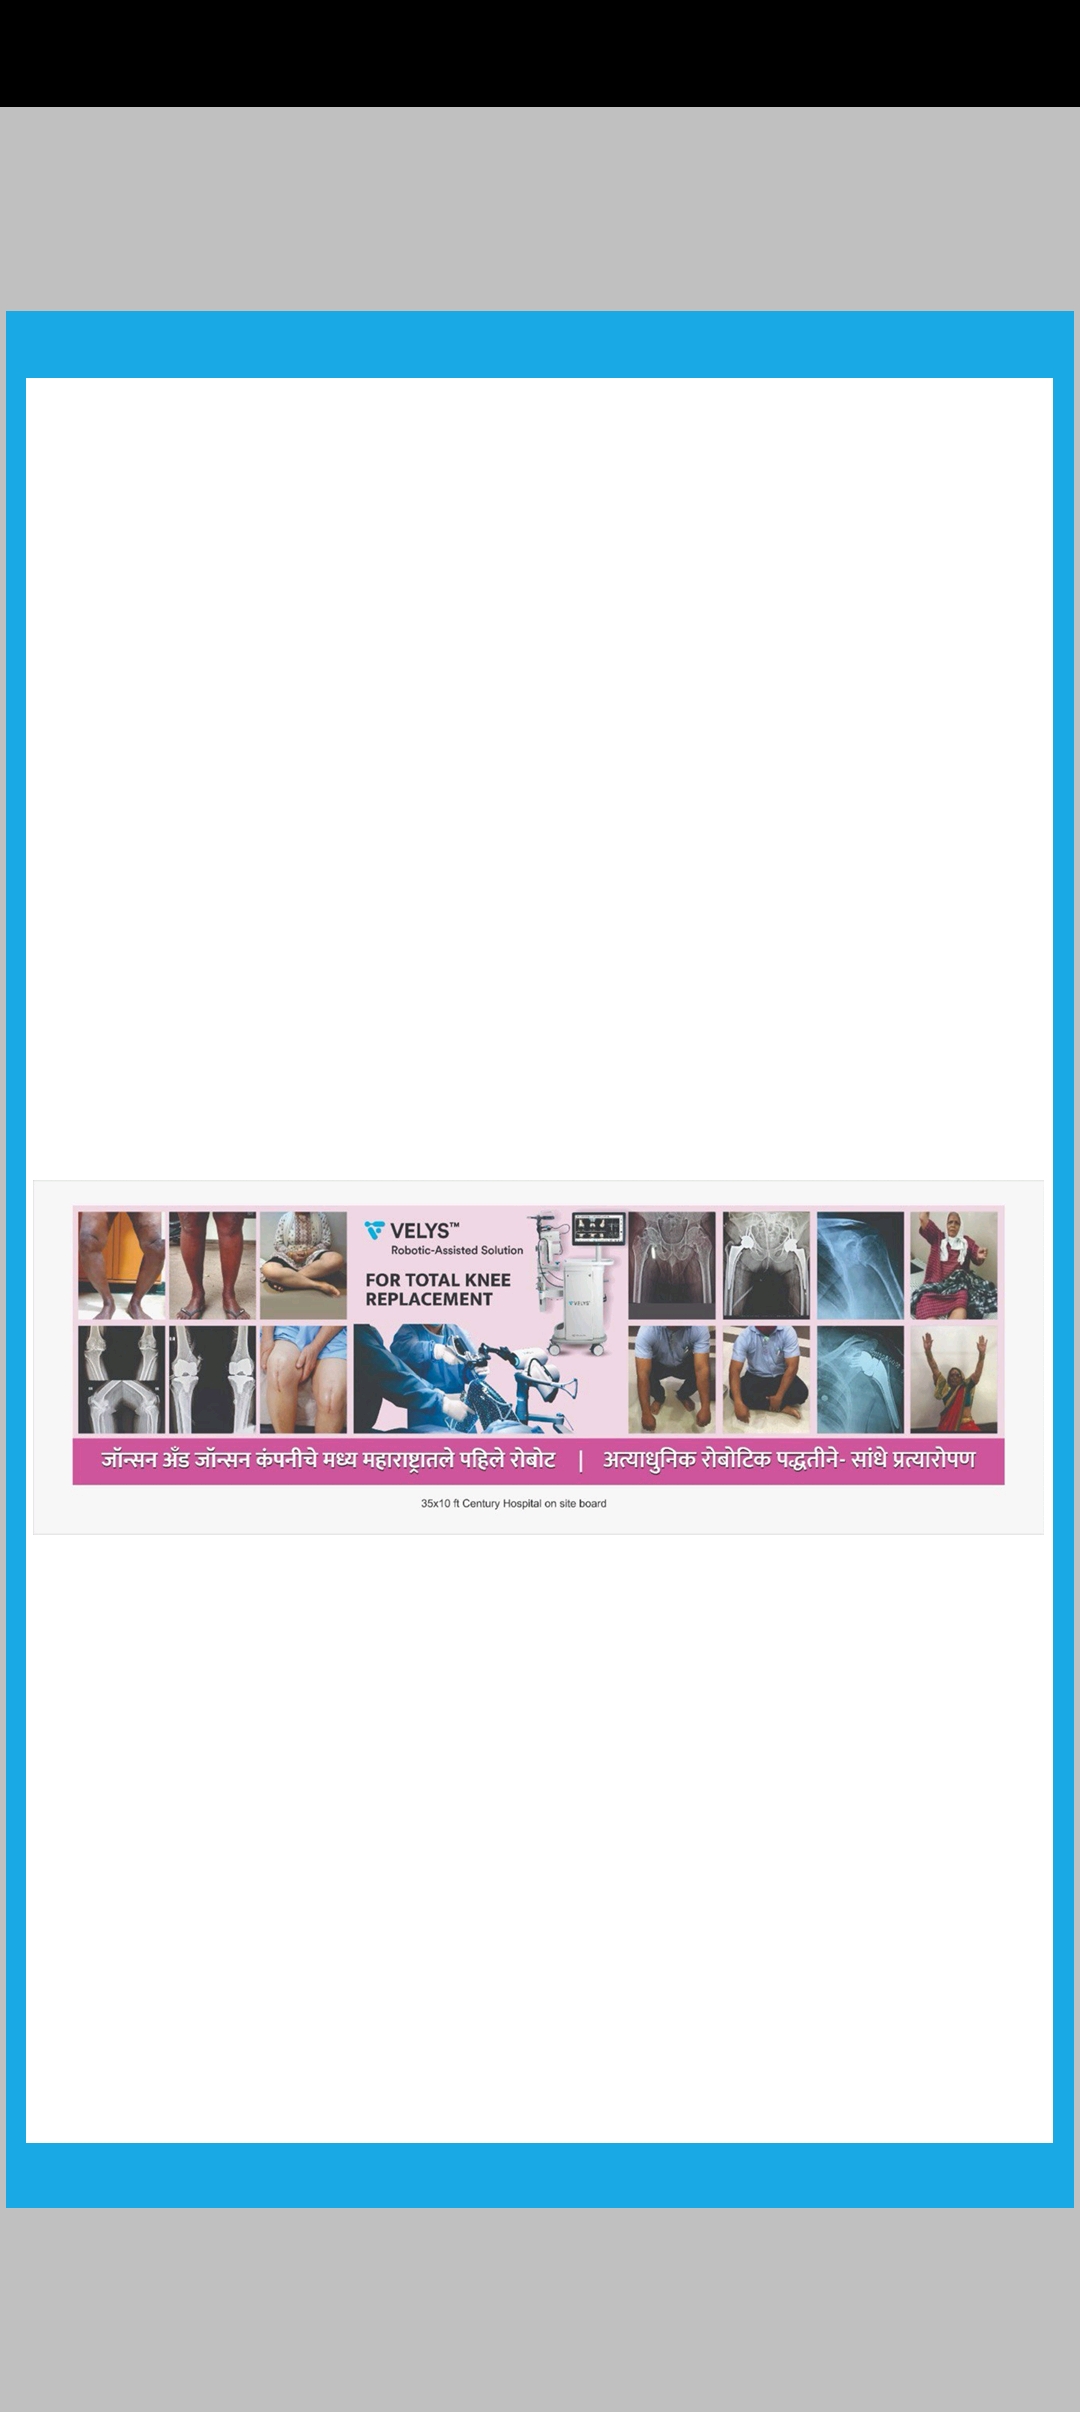 VELYS™
Robotic-Assisted Solution
FOR TOTAL KNEE
REPLACEMENT
VELYS
जॉन्सन अँड जॉन्सन कंपनीचे मध्य महाराष्ट्रातले पहिले रोबोट | अत्याधुनिक रोबोटिक पद्धतीने- सांधे प्रत्यारोपण
35x10 ft Century Hospital on site board